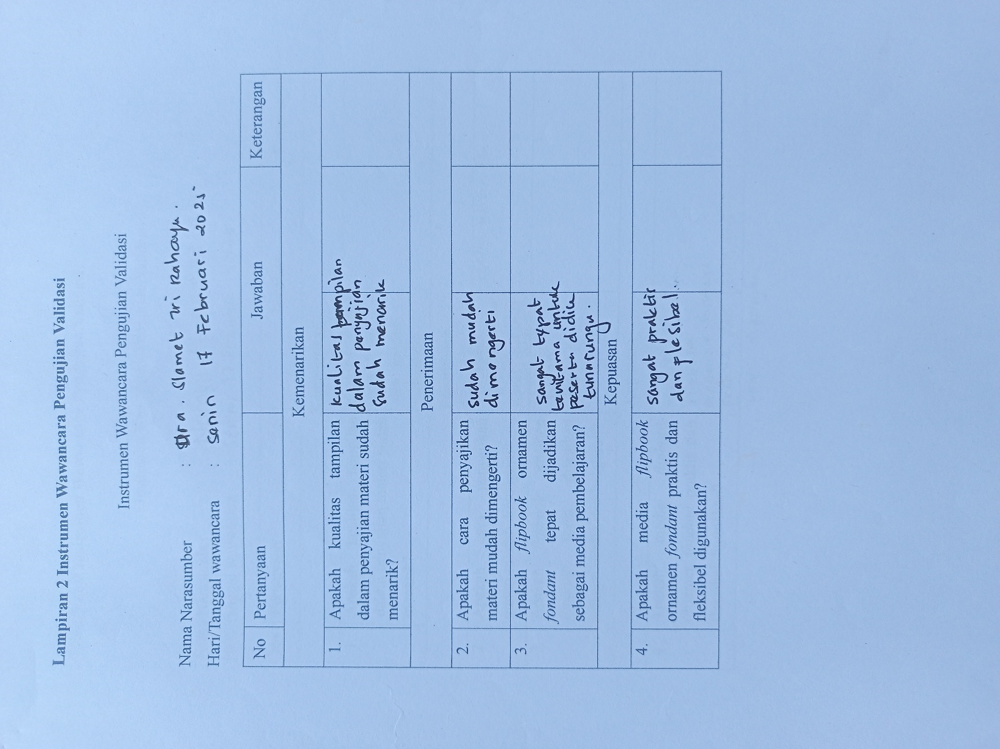 Lampiran 2 Instrumen Wawancara Pengujian Validasi
Instrumen Wawancara Pengujian Validasi
Nama Narasumber : Dra. Slamet Tri Rahayu.
Hari/Tanggal wawancara : Senin 17 Februari 2025
No Pertanyaan Jawaban Keterangan
Kemenarikan
1. Apakah kualitas tampilan
dalam penyajian materi sudah
menarik?
kualitas tampilan
dalam penyajian
sudah menarik
Penerimaan
2. Apakah cara penyajikan
materi mudah dimengerti?
sudah mudah
dimengerti
3. Apakah flipbook ornamen
fondant tepat dijadikan
sebagai media pembelajaran?
sangat tepat
terutama untuk
peserta didik
tunarungu.
Kepuasan
4. Apakah media flipbook
ornamen fondant praktis dan
fleksibel digunakan?
sangat praktis
dan flesibel.